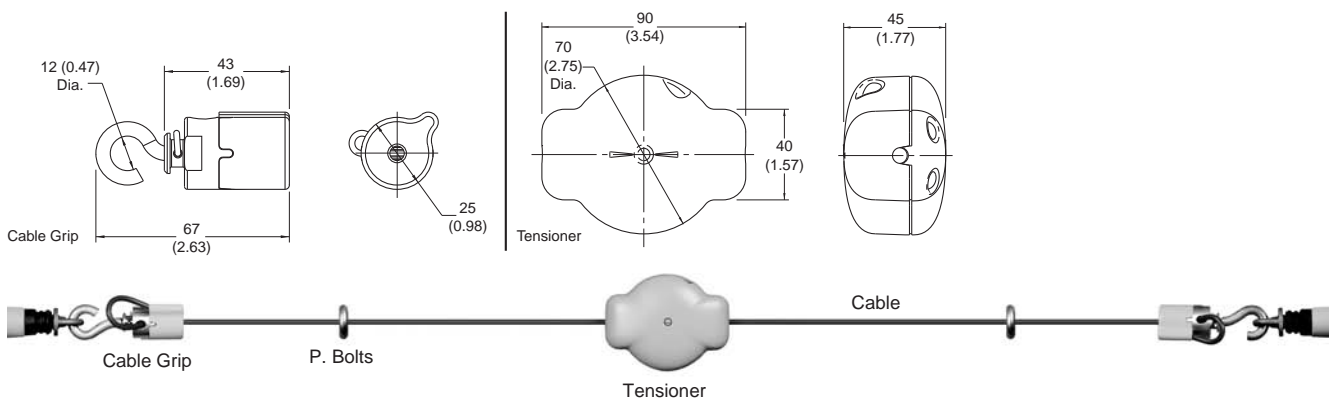 12 (0.47)
Dia.
43
(1.69)
67
(2.63)
25
(0.98)
Cable Grip
90
(3.54)
70
(2.75)
Dia.
40
(1.57)
45
(1.77)
Tensioner
Cable Grip
P. Bolts
Tensioner
Cable